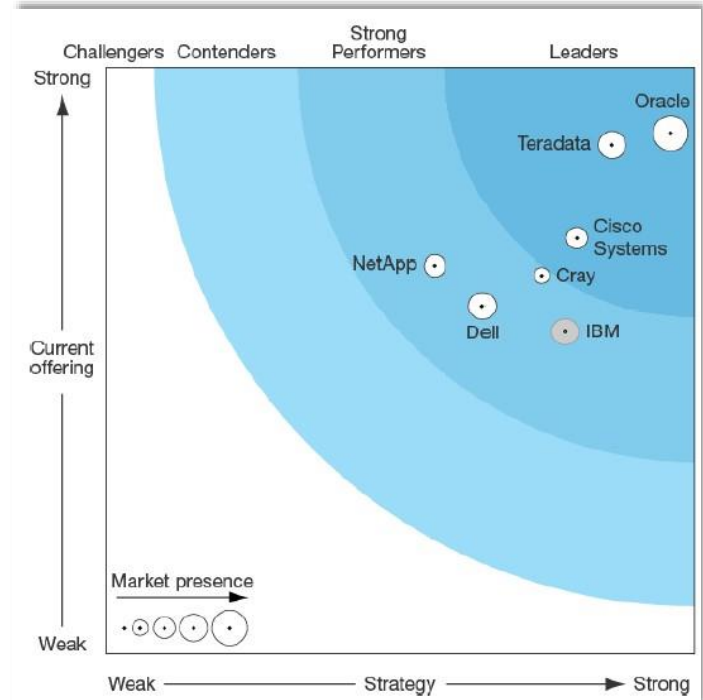 Challengers
Contenders
Strong
Performers
Leaders
Strong
Oracle
Teradata
Cisco
Systems
NetApp
Cray
Dell
IBM
Current
offering
Market presence
Weak
Weak
Strategy
Strong